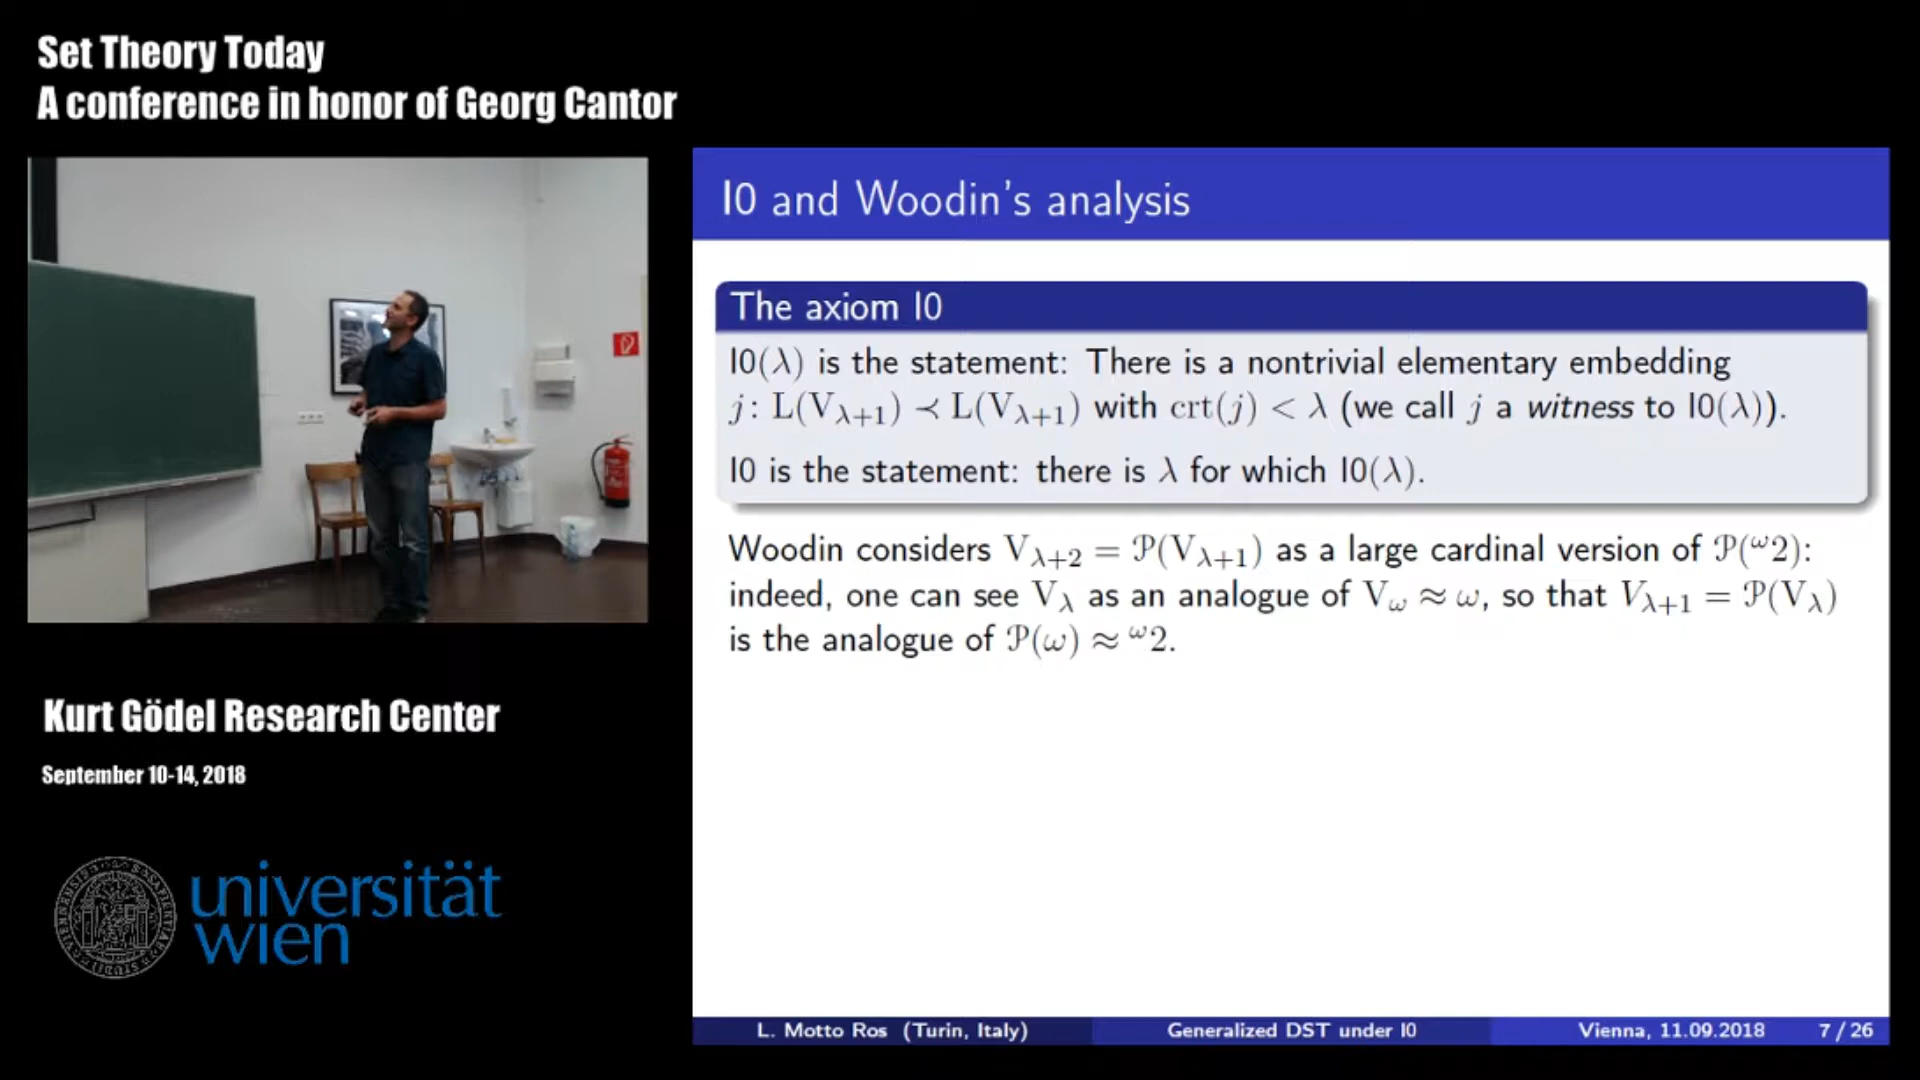 Set Theory Today
A conference in honor of Georg Cantor
I0 and Woodin's analysis
The axiom I0
I0(λ) is the statement: There is a nontrivial elementary embedding
j: L(V_{λ+1}) ≺ L(V_{λ+1}) with crt(j) < λ (we call j a witness to I0(λ)).
I0 is the statement: there is λ for which I0(λ).
Woodin considers V_{λ+2} = 𝒫(V_{λ+1}) as a large cardinal version of 𝒫(^ω2):
indeed, one can see V_λ as an analogue of V_ω ≈ ω, so that V_{λ+1} = 𝒫(V_λ)
is the analogue of 𝒫(ω) ≈ ^ω2.
Kurt Gödel Research Center
September 10-14, 2018
universität
wien
L. Motto Ros (Turin, Italy) Generalized DST under I0 Vienna, 11.09.2018 7 / 26